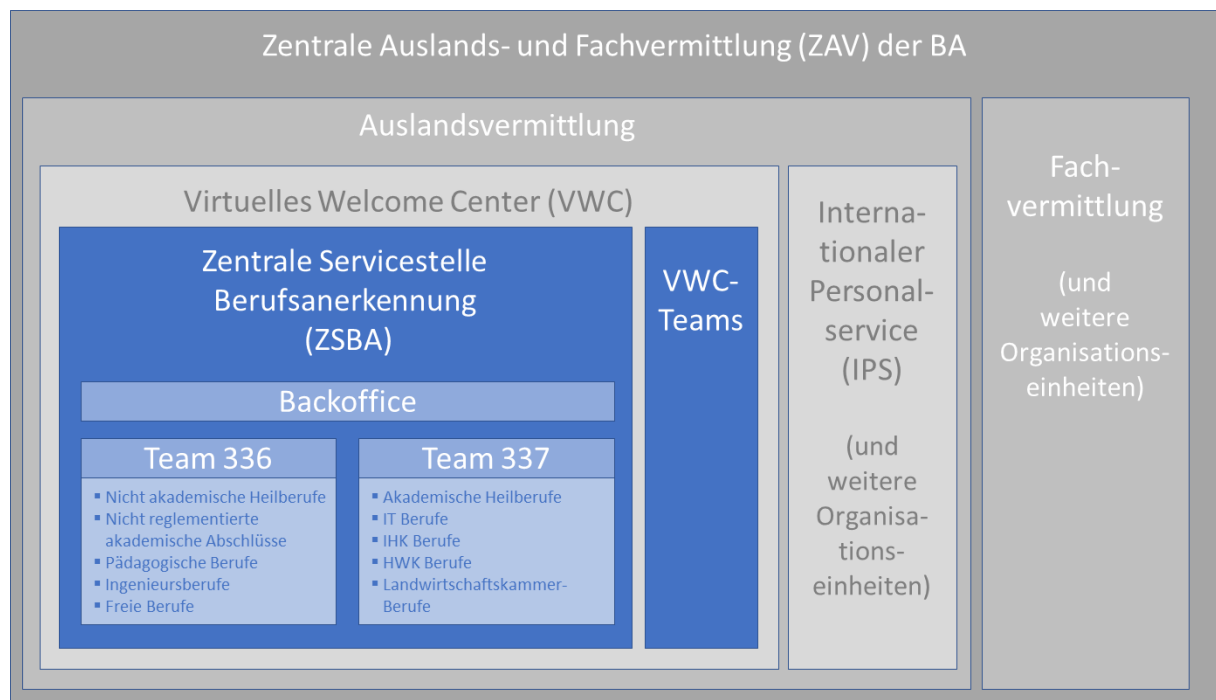 Zentrale Auslands- und Fachvermittlung (ZAV) der BA
Auslandsvermittlung
Virtuelles Welcome Center (VWC)
Zentrale Servicestelle
Berufsanerkennung
(ZSBA)
Backoffice
Team 336
▪ Nicht akademische Heilberufe
▪ Nicht reglementierte
akademische Abschlüsse
▪ Pädagogische Berufe
▪ Ingenieursberufe
▪ Freie Berufe
Team 337
▪ Akademische Heilberufe
▪ IT Berufe
▪ IHK Berufe
▪ HWK Berufe
▪ Landwirtschaftskammer-
Berufe
VWC-
Teams
Interna-
tionaler
Personal-
service
(IPS)
(und
weitere
Organisa-
tions-
einheiten)
Fach-
vermittlung
(und
weitere
Organisations-
einheiten)